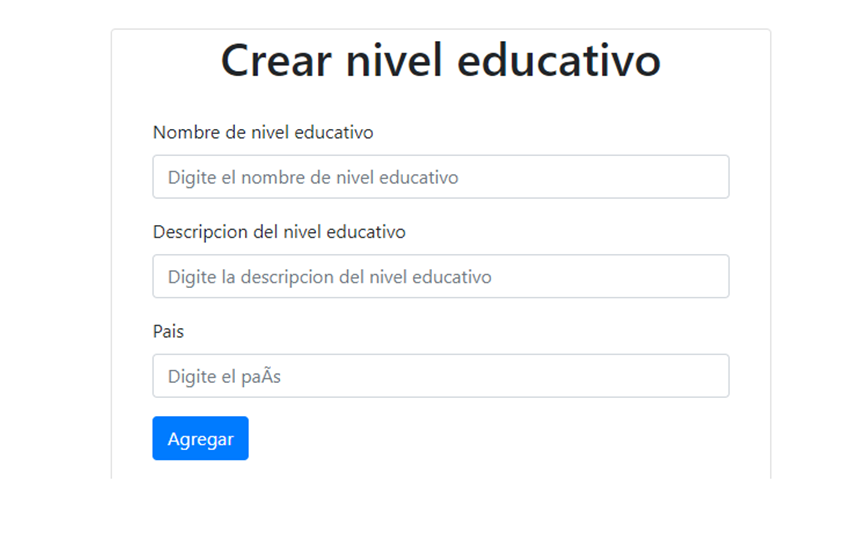 Crear nivel educativo
Nombre de nivel educativo
Digite el nombre de nivel educativo
Descripcion del nivel educativo
Digite la descripcion del nivel educativo
Pais
Digite el paÃs
Agregar